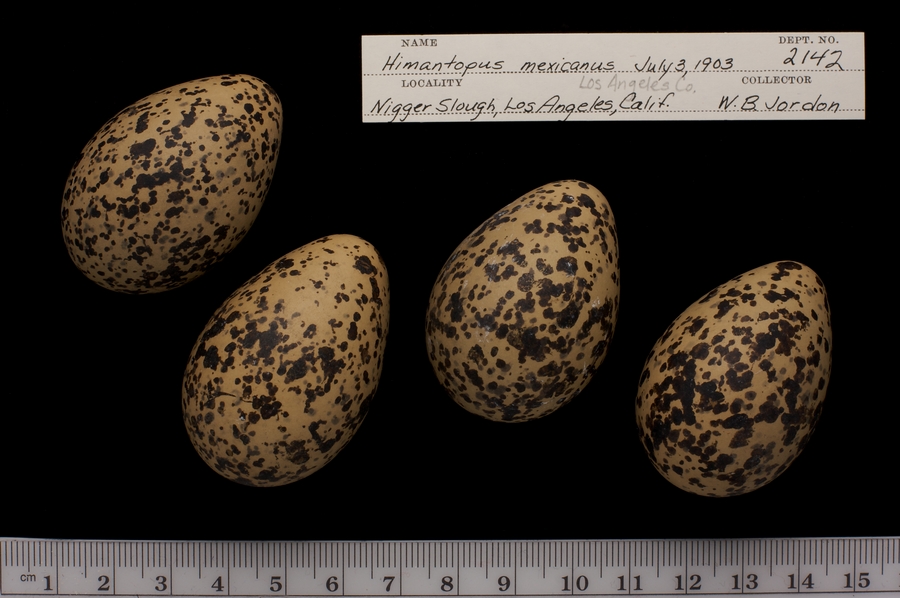 NAME DEPT. NO.
Himantopus mexicanus July 3, 1903 2142
LOCALITY Los Angeles Co. COLLECTOR
Nigger Slough, Los Angeles, Calif. W. B. Jordon
cm 1 2 3 4 5 6 7 8 9 10 11 12 13 14 15